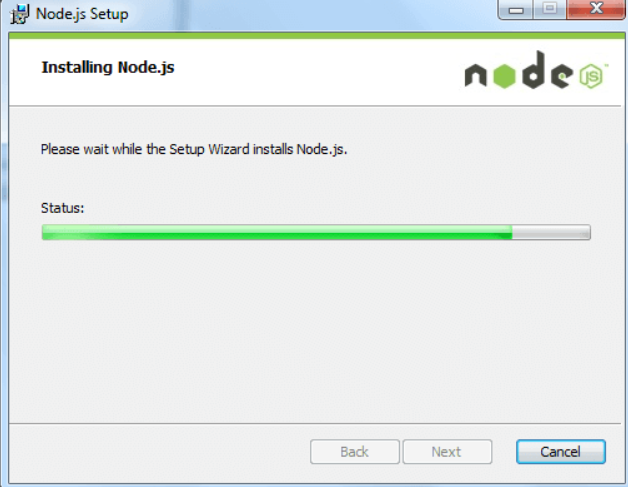 Node.js Setup
Installing Node.js
node JS ™
Please wait while the Setup Wizard installs Node.js.
Status:
Back Next Cancel